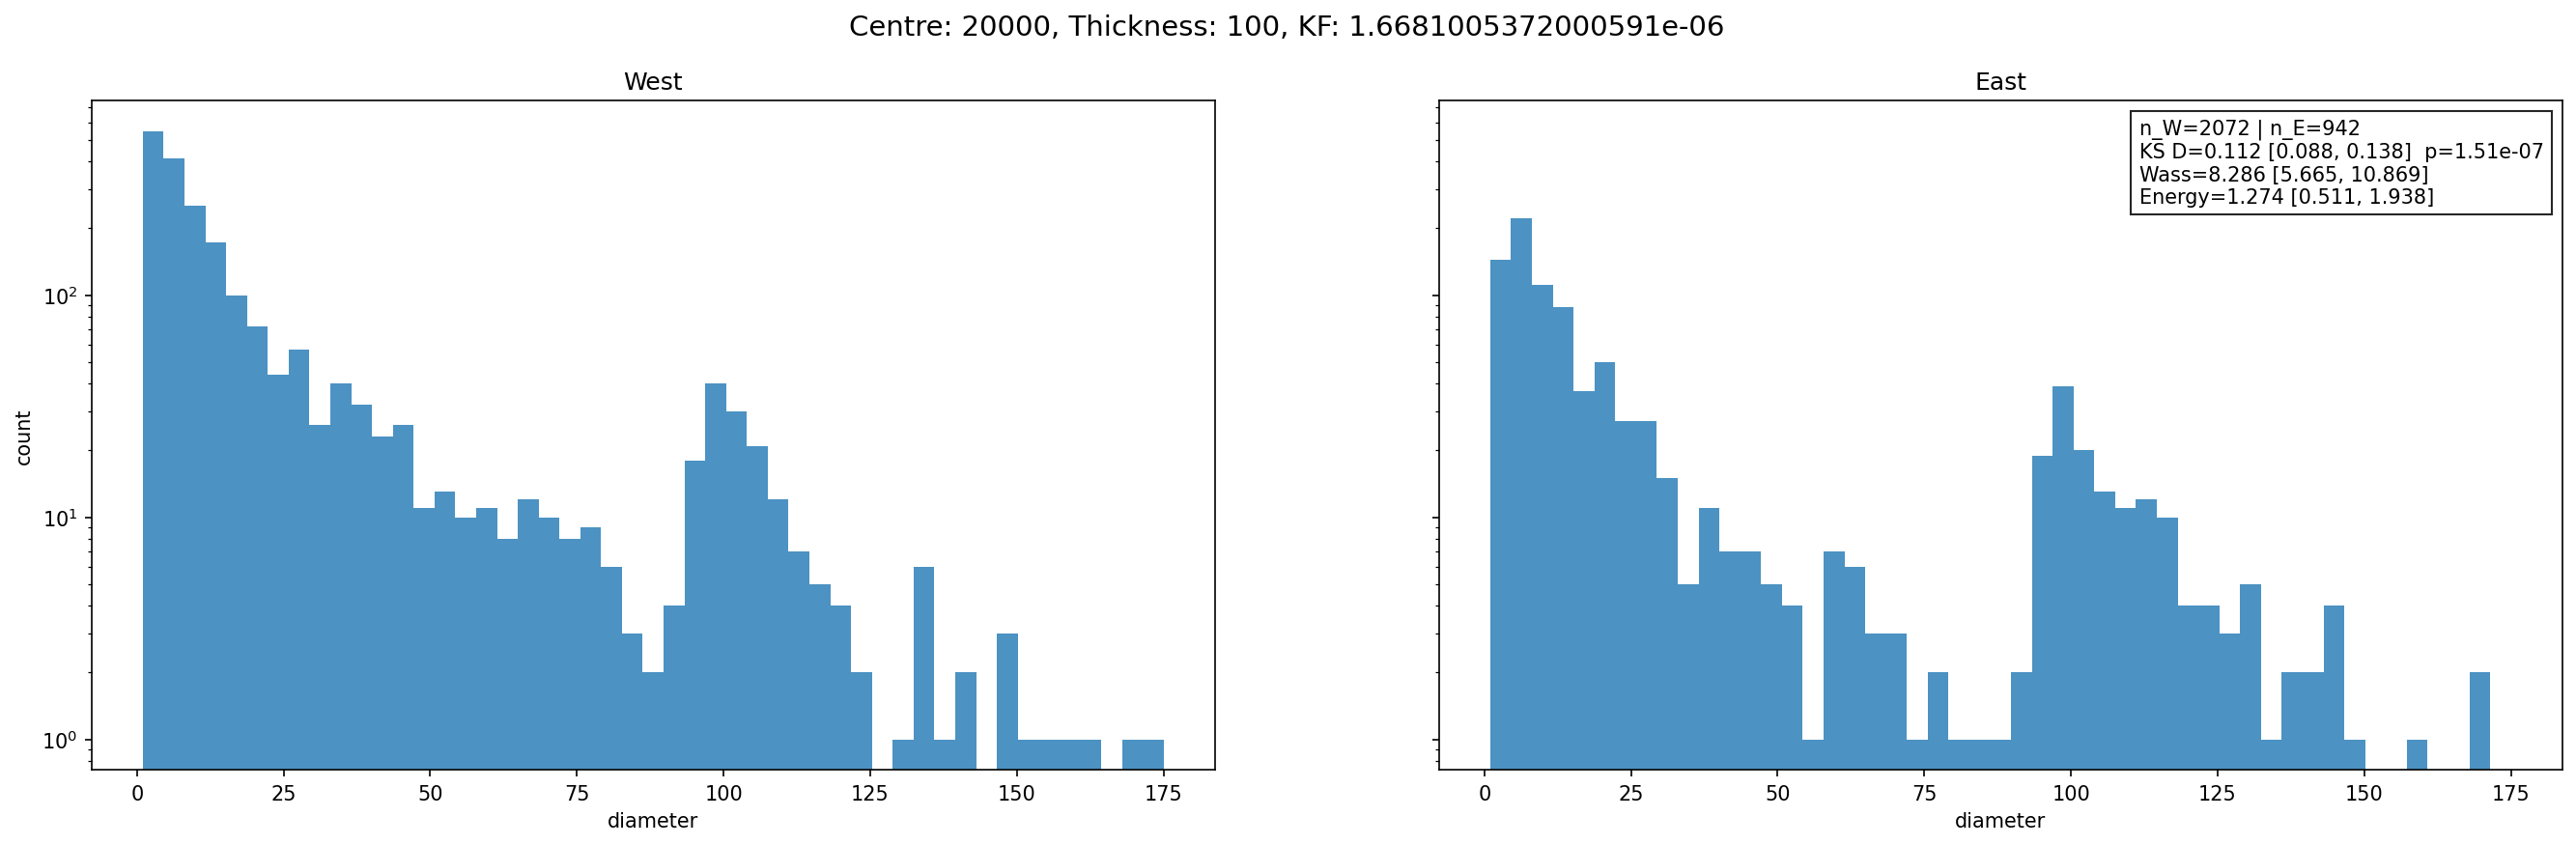 Centre: 20000, Thickness: 100, KF: 1.6681005372000591e-06
West
count
10²
10¹
10⁰
0 25 50 75 100 125 150 175
diameter
East
n_W=2072 | n_E=942
KS D=0.112 [0.088, 0.138]  p=1.51e-07
Wass=8.286 [5.665, 10.869]
Energy=1.274 [0.511, 1.938]
0 25 50 75 100 125 150 175
diameter